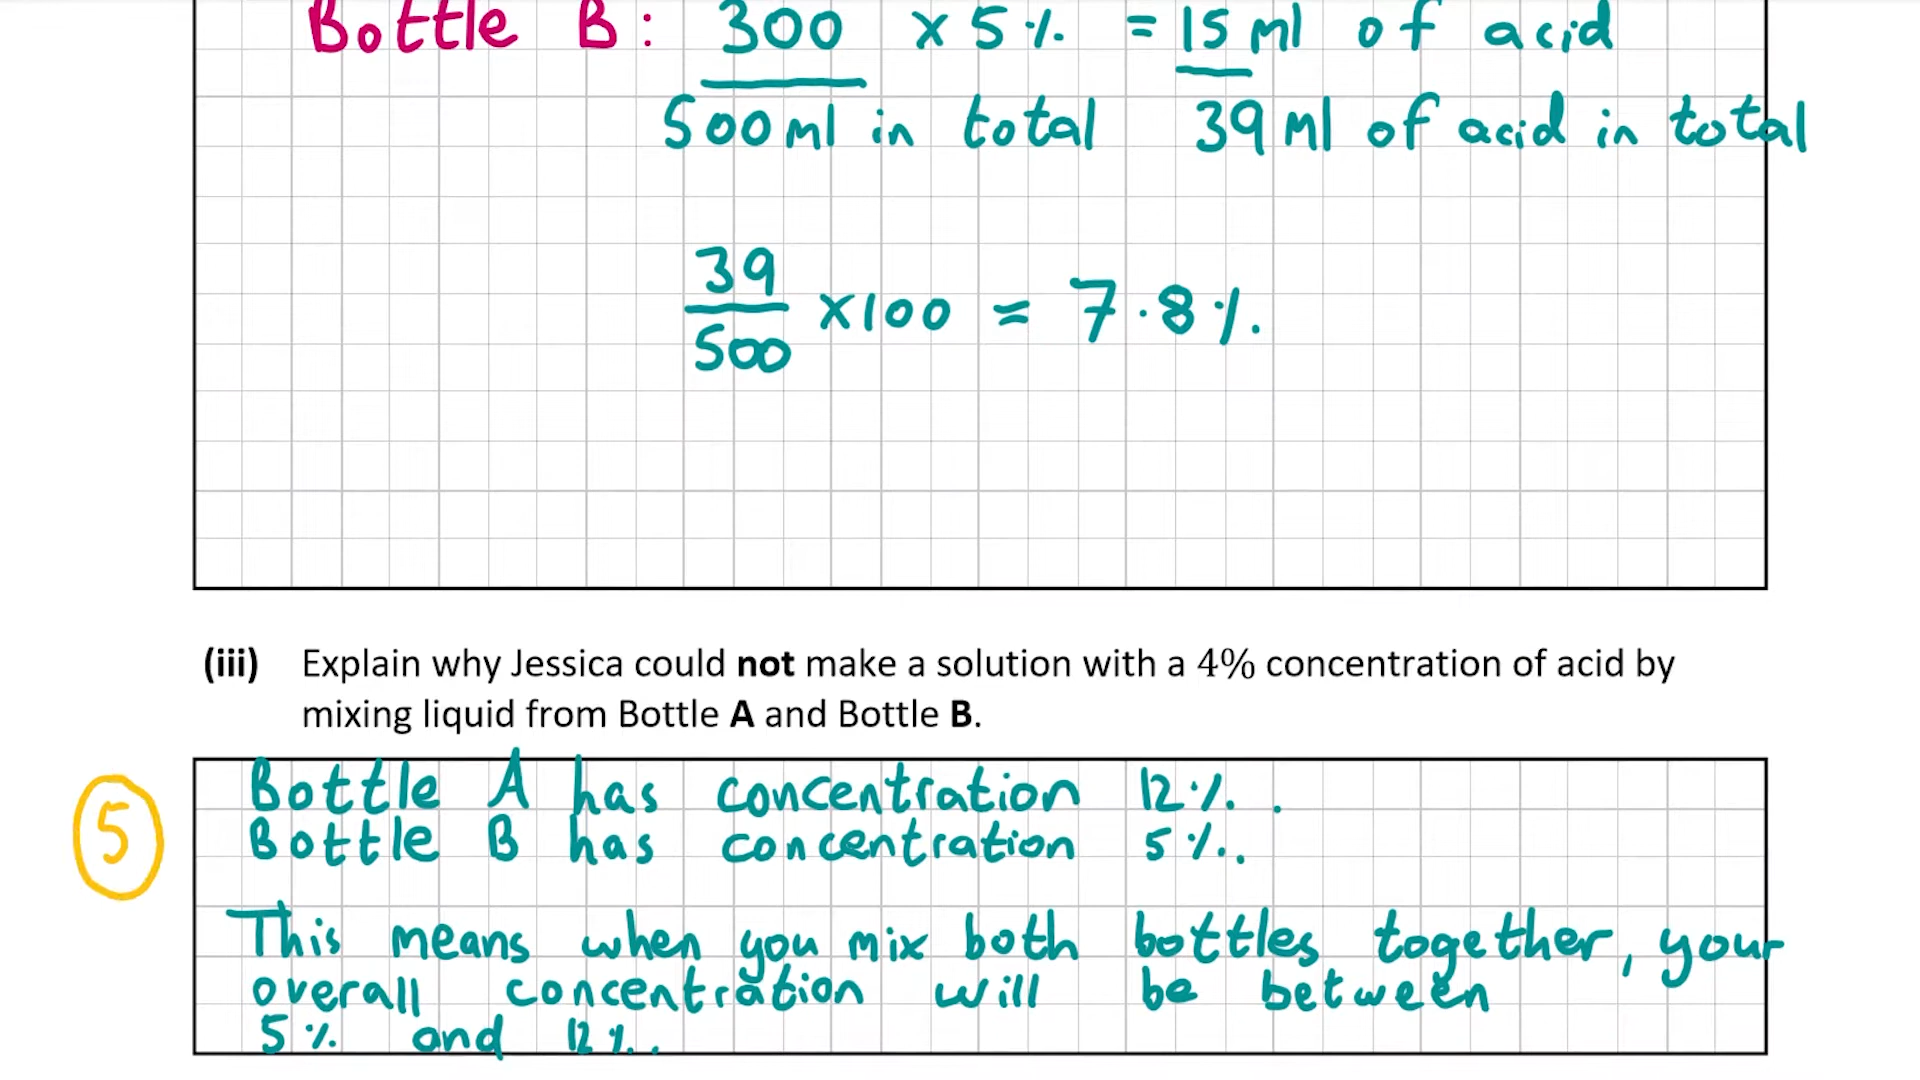 Bottle B: 300 x 5% = 15 ml of acid
500 ml in total 39 ml of acid in total
39
500
x100 = 7.8%
(iii) Explain why Jessica could not make a solution with a 4% concentration of acid by
mixing liquid from Bottle A and Bottle B.
5
Bottle A has concentration 12%.
Bottle B has concentration 5%.
This means when you mix both bottles together, your
overall concentration will be between
5% and 12%.